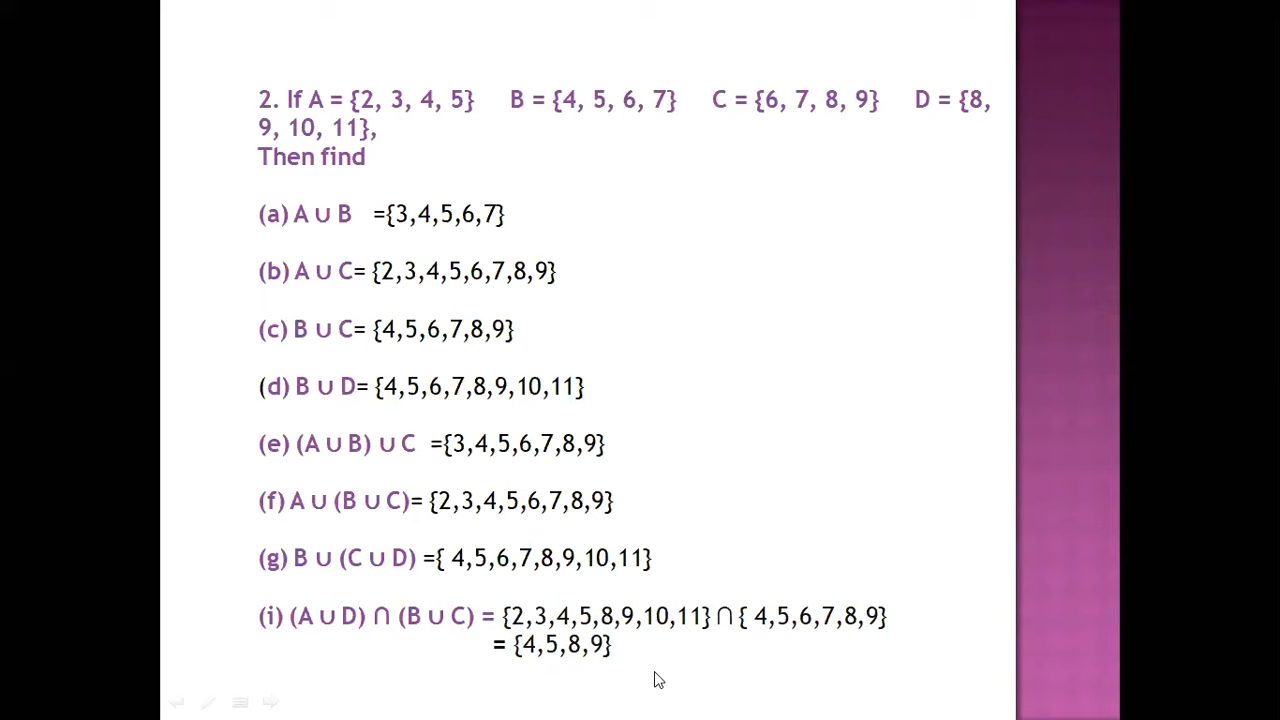 2. If A = {2, 3, 4, 5} B = {4, 5, 6, 7} C = {6, 7, 8, 9} D = {8,
9, 10, 11},
Then find
(a) A ∪ B ={3,4,5,6,7}
(b) A ∪ C= {2,3,4,5,6,7,8,9}
(c) B ∪ C= {4,5,6,7,8,9}
(d) B ∪ D= {4,5,6,7,8,9,10,11}
(e) (A ∪ B) ∪ C ={3,4,5,6,7,8,9}
(f) A ∪ (B ∪ C)= {2,3,4,5,6,7,8,9}
(g) B ∪ (C ∪ D) ={ 4,5,6,7,8,9,10,11}
(i) (A ∪ D) ∩ (B ∪ C) = {2,3,4,5,8,9,10,11}∩{ 4,5,6,7,8,9}
= {4,5,8,9}